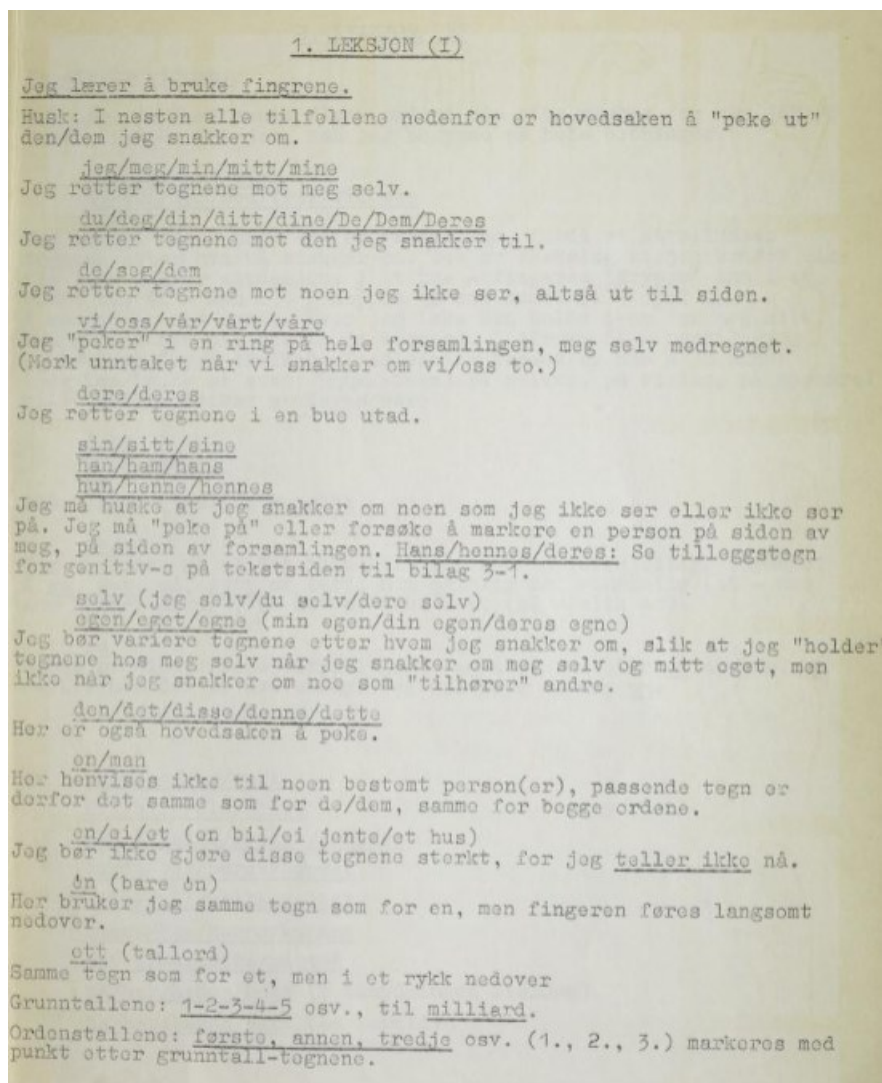 1. LEKSJON (I)
Jeg lærer å bruke fingrene.
Husk: I nesten alle tilfellene nedenfor er hovedsaken å "peke ut"
den/dem jeg snakker om.
jeg/meg/min/mitt/mine
Jeg retter tegnene mot meg selv.
du/deg/din/ditt/dine/De/Dem/Deres
Jeg retter tegnene mot den jeg snakker til.
de/seg/dem
Jeg retter tegnene mot noen jeg ikke ser, altså ut til siden.
vi/oss/vår/vårt/våre
Jeg "peker" i en ring på hele forsamlingen, meg selv medregnet.
(Merk unntaket når vi snakker om vi/oss to.)
dere/deres
Jeg retter tegnene i en bue utad.
sin/sitt/sine
han/ham/hans
hun/henne/hennes
Jeg må huske at jeg snakker om noen som jeg ikke ser eller ikke ser
på. Jeg må "peke på" eller forsøke å markere en person på siden av
meg, på siden av forsamlingen. Hans/hennes/deres: Se tilleggstegn
for genitiv-s på tekstsiden til bilag 3-1.
selv (jeg selv/du selv/dere selv)
egen/eget/egne (min egen/din egen/deres egne)
Jeg bør variere tegnene etter hvem jeg snakker om, slik at jeg "holder"
tegnene hos meg selv når jeg snakker om meg selv og mitt eget, men
ikke når jeg snakker om noe som "tilhører" andre.
den/det/disse/denne/dette
Her er også hovedsaken å peke.
en/man
Her henvises ikke til noen bestemt person(er), passende tegn er
derfor det samme som for de/dem, samme for begge ordene.
en/ei/et (en bil/ei jente/et hus)
Jeg bør ikke gjøre disse tegnene sterkt, for jeg teller ikke nå.
én (bare én)
Her bruker jeg samme tegn som for en, men fingeren føres langsomt
nedover.
ett (tallord)
Samme tegn som for et, men i et rykk nedover
Grunntallene: 1-2-3-4-5 osv., til milliard.
Ordenstallene: første, annen, tredje osv. (1., 2., 3.) markeres med
punkt etter grunntall-tegnene.